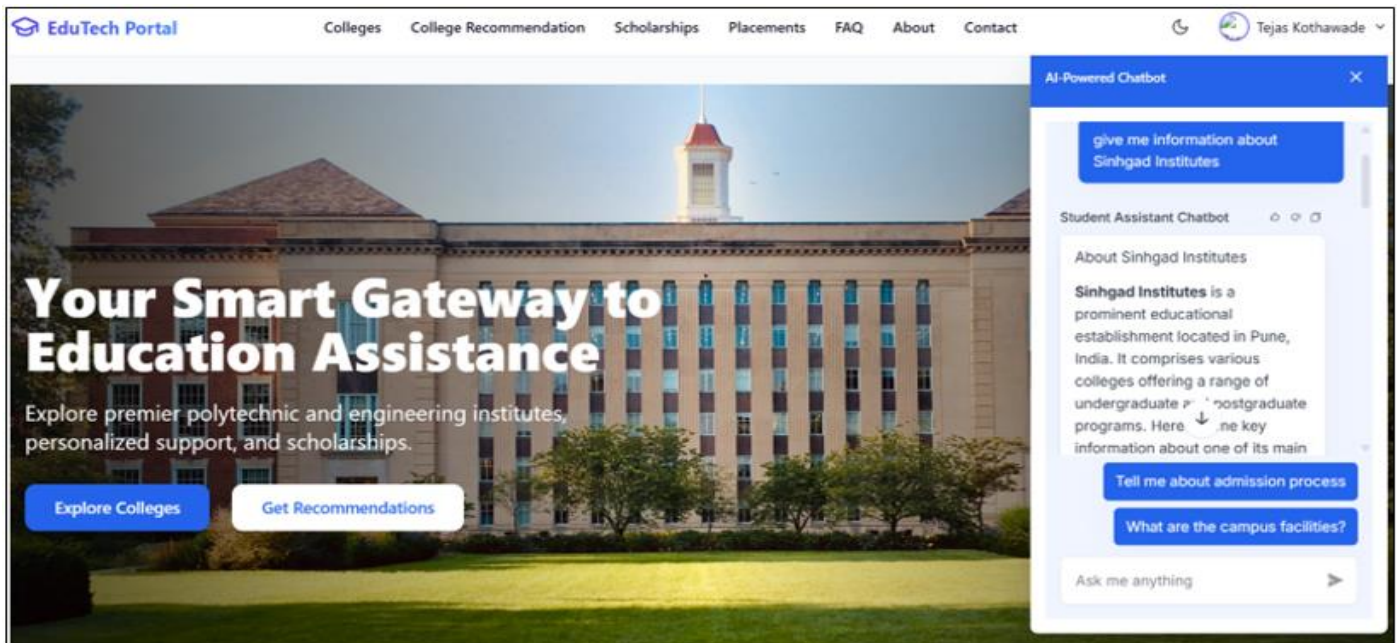 EduTech Portal
Colleges College Recommendation Scholarships Placements FAQ About Contact
Tejas Kothawade
Your Smart Gateway to
Education Assistance
Explore premier polytechnic and engineering institutes,
personalized support, and scholarships.
Explore Colleges
Get Recommendations
AI-Powered Chatbot
give me information about
Sinhgad Institutes
Student Assistant Chatbot
About Sinhgad Institutes
Sinhgad Institutes is a
prominent educational
establishment located in Pune,
India. It comprises various
colleges offering a range of
undergraduate postgraduate
programs. Here key
information about one of its main
Tell me about admission process
What are the campus facilities?
Ask me anything